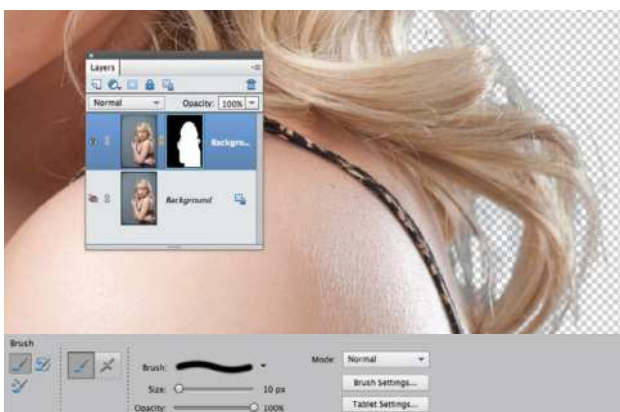 Layers
Normal
Opacity: 100%
Backgro...
Background
Brush
Brush:
Size:
10 px
Opacity:
100%
Mode:
Normal
Brush Settings...
Tablet Settings...